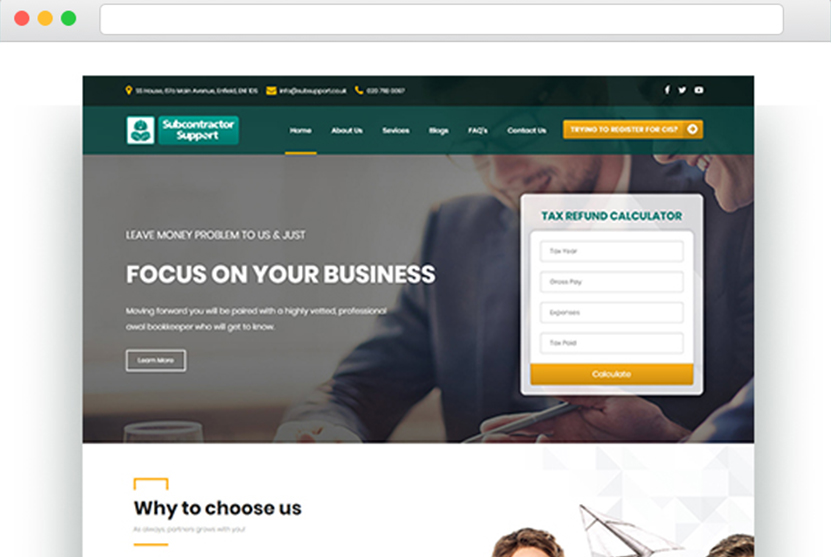 55 House, 67a Main Avenue, Enfield, EN1 1DS info@subsupport.co.uk 020 780 0067
Subcontractor
Support
Home About Us Sevices Blogs FAQ's Contact Us TRYING TO REGISTER FOR CIS?
TAX REFUND CALCULATOR
Tax Year
Gross Pay
Expenses
Tax Paid
Calculate
LEAVE MONEY PROBLEM TO US & JUST
FOCUS ON YOUR BUSINESS
Moving forward you will be paired with a highly vetted, professional
awai bookkeeper who will get to know.
Learn More
Why to choose us
As always, partners grows with you!